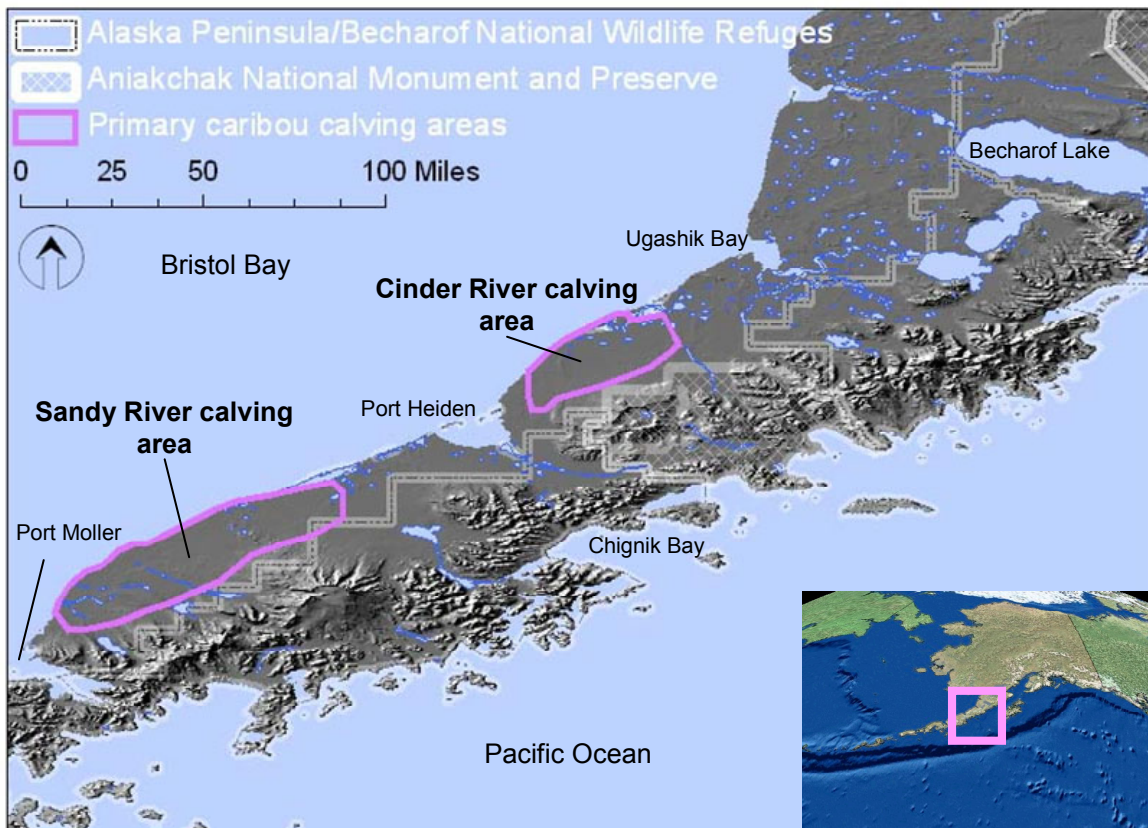 Alaska Peninsula/Becharof National Wildlife Refuges
Aniakchak National Monument and Preserve
Primary caribou calving areas
0 25 50 100 Miles
Becharof Lake
Ugashik Bay
Bristol Bay
Cinder River calving
area
Port Heiden
Sandy River calving
area
Port Moller
Chignik Bay
Pacific Ocean